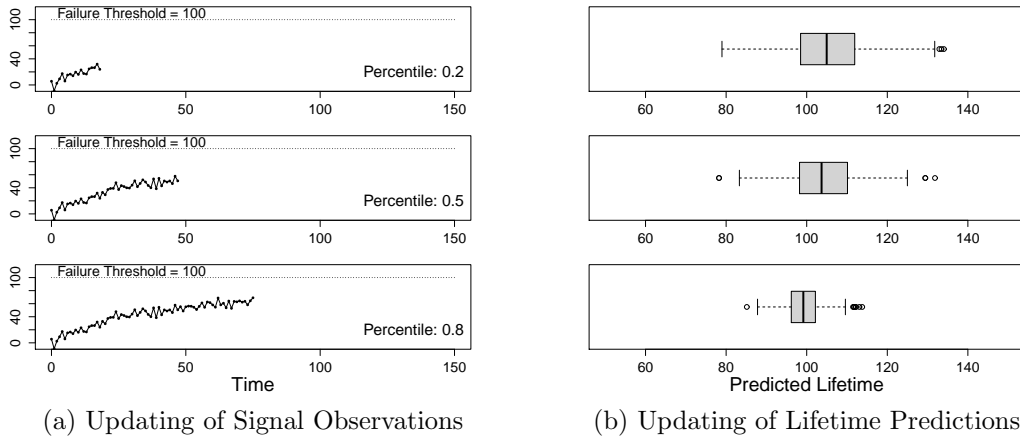 Failure Threshold = 100
0 40 100
Percentile: 0.2
0 50 100 150
60 80 100 120 140
Failure Threshold = 100
0 40 100
Percentile: 0.5
0 50 100 150
60 80 100 120 140
Failure Threshold = 100
0 40 100
Percentile: 0.8
0 50 100 150
60 80 100 120 140
Time
Predicted Lifetime
(a) Updating of Signal Observations
(b) Updating of Lifetime Predictions